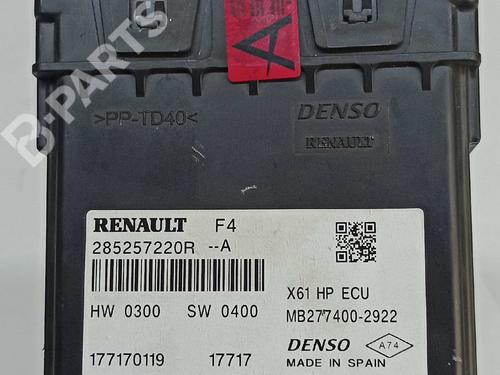 A
B-PARTS
>PP-TD40<
DENSO
RENAULT
RENAULT F4
285257220R --A
X61 HP ECU
HW 0300 SW 0400
MB277400-2922
177170119 17717
DENSO A74
MADE IN SPAIN